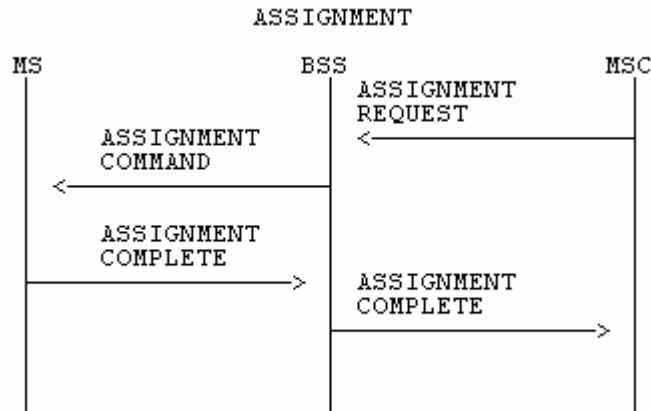 ASSIGNMENT
MS BSS MSC
ASSIGNMENT
REQUEST
ASSIGNMENT
COMMAND
ASSIGNMENT
COMPLETE
ASSIGNMENT
COMPLETE